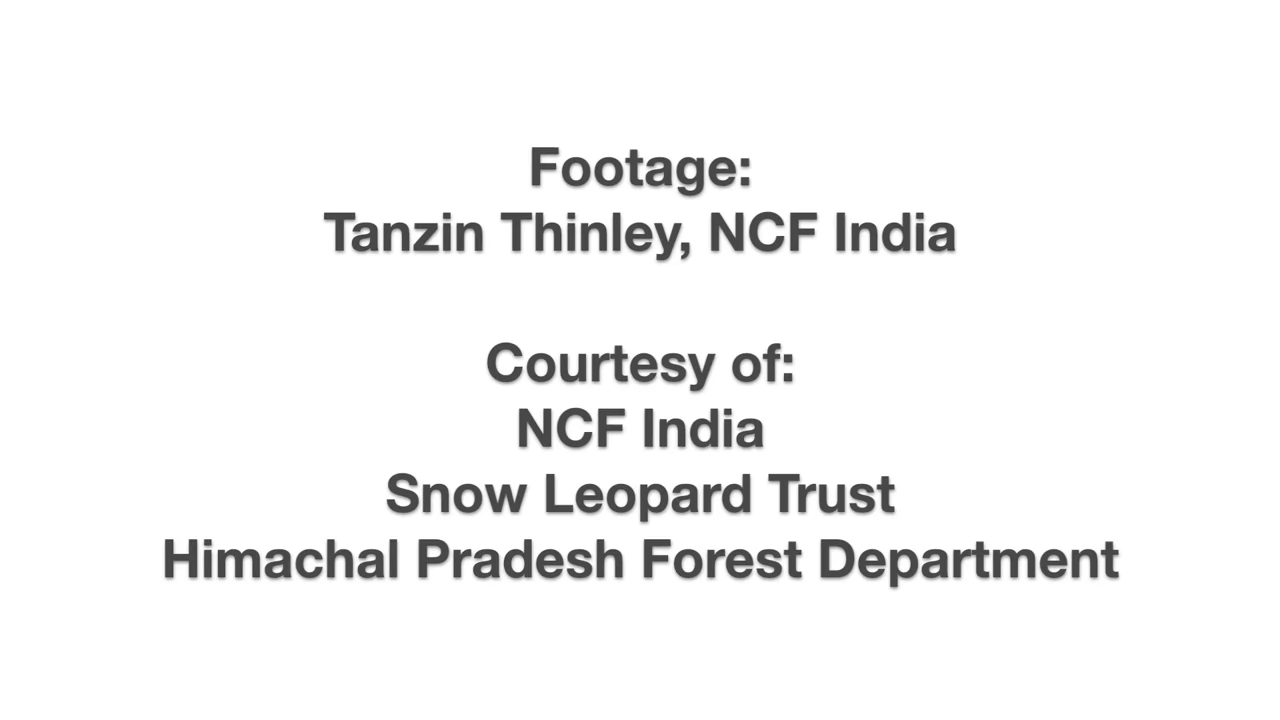 Footage:
Tanzin Thinley, NCF India
Courtesy of:
NCF India
Snow Leopard Trust
Himachal Pradesh Forest Department